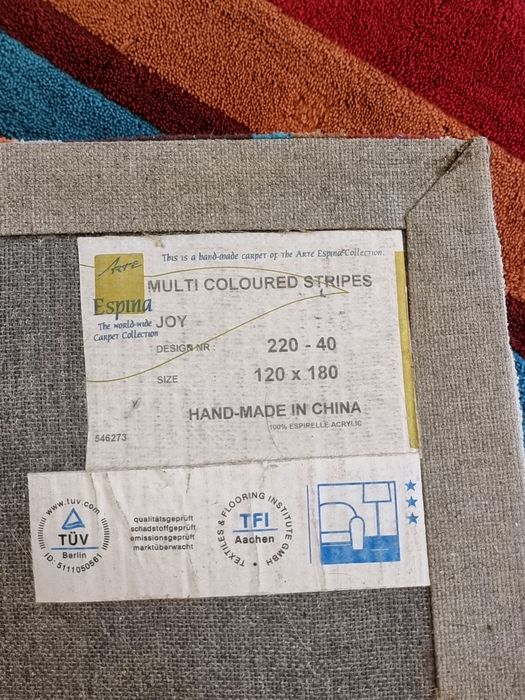 Arte
Espina
The world-wide
Carpet Collection
This is a hand-made carpet of the Arte Espina Collection.
MULTI COLOURED STRIPES
JOY
DESIGN NR : 220 - 40
SIZE 120 x 180
HAND-MADE IN CHINA
100% ESPIRELLE ACRYLIC
546273
www.tuv.com
TÜV
Berlin
ID: 5111050561
qualitätsgeprüft
schadstoffgeprüft
emissionsgeprüft
marktüberwacht
TEXTILES & FLOORING INSTITUTE GMBH
TFI
Aachen